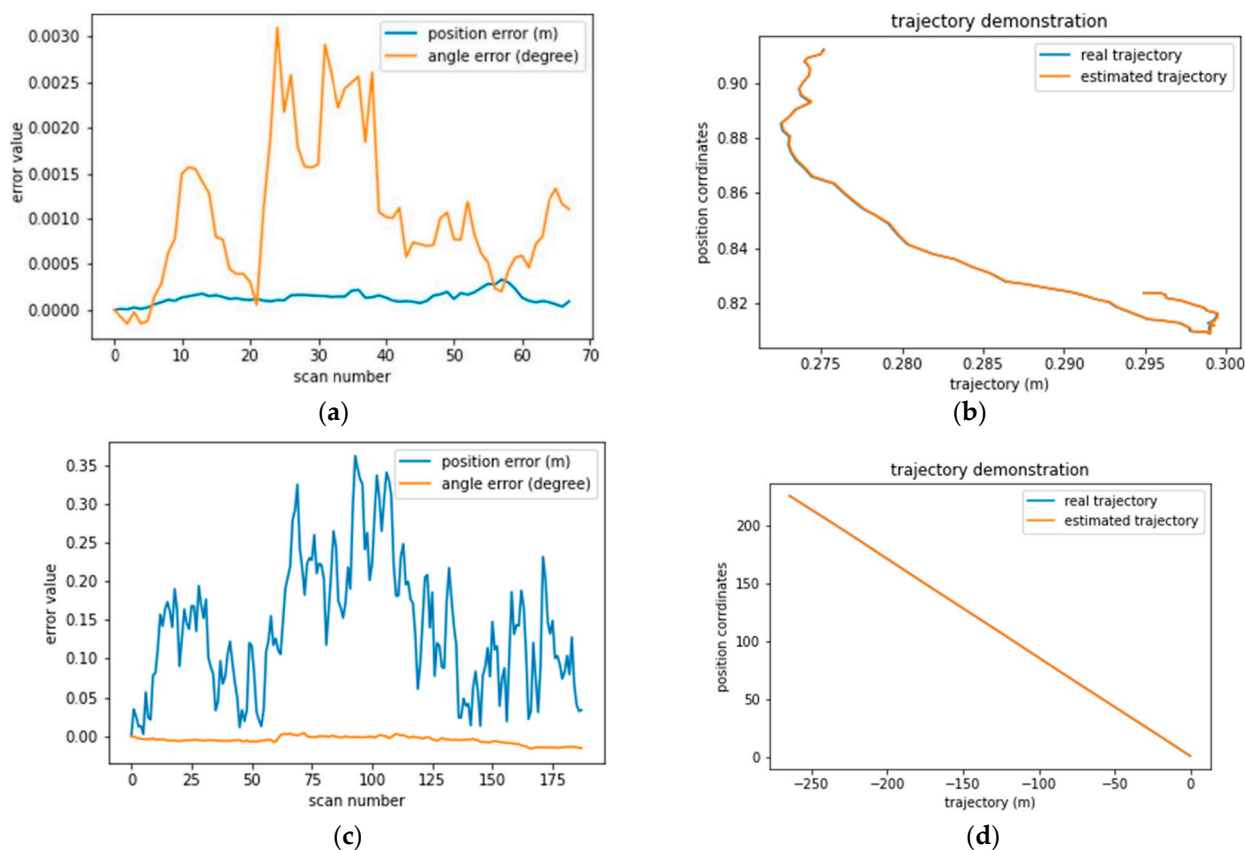 position error (m)
angle error (degree)
0.0030
0.0025
0.0020
0.0015
0.0010
0.0005
0.0000
error value
0 10 20 30 40 50 60 70
scan number
(a)
trajectory demonstration
real trajectory
estimated trajectory
0.90
0.88
0.86
0.84
0.82
position corrdinates
0.275 0.280 0.285 0.290 0.295 0.300
trajectory (m)
(b)
position error (m)
angle error (degree)
0.35
0.30
0.25
0.20
0.15
0.10
0.05
0.00
error value
0 25 50 75 100 125 150 175
scan number
(c)
trajectory demonstration
real trajectory
estimated trajectory
200
150
100
50
0
position corrdinates
−250 −200 −150 −100 −50 0
trajectory (m)
(d)